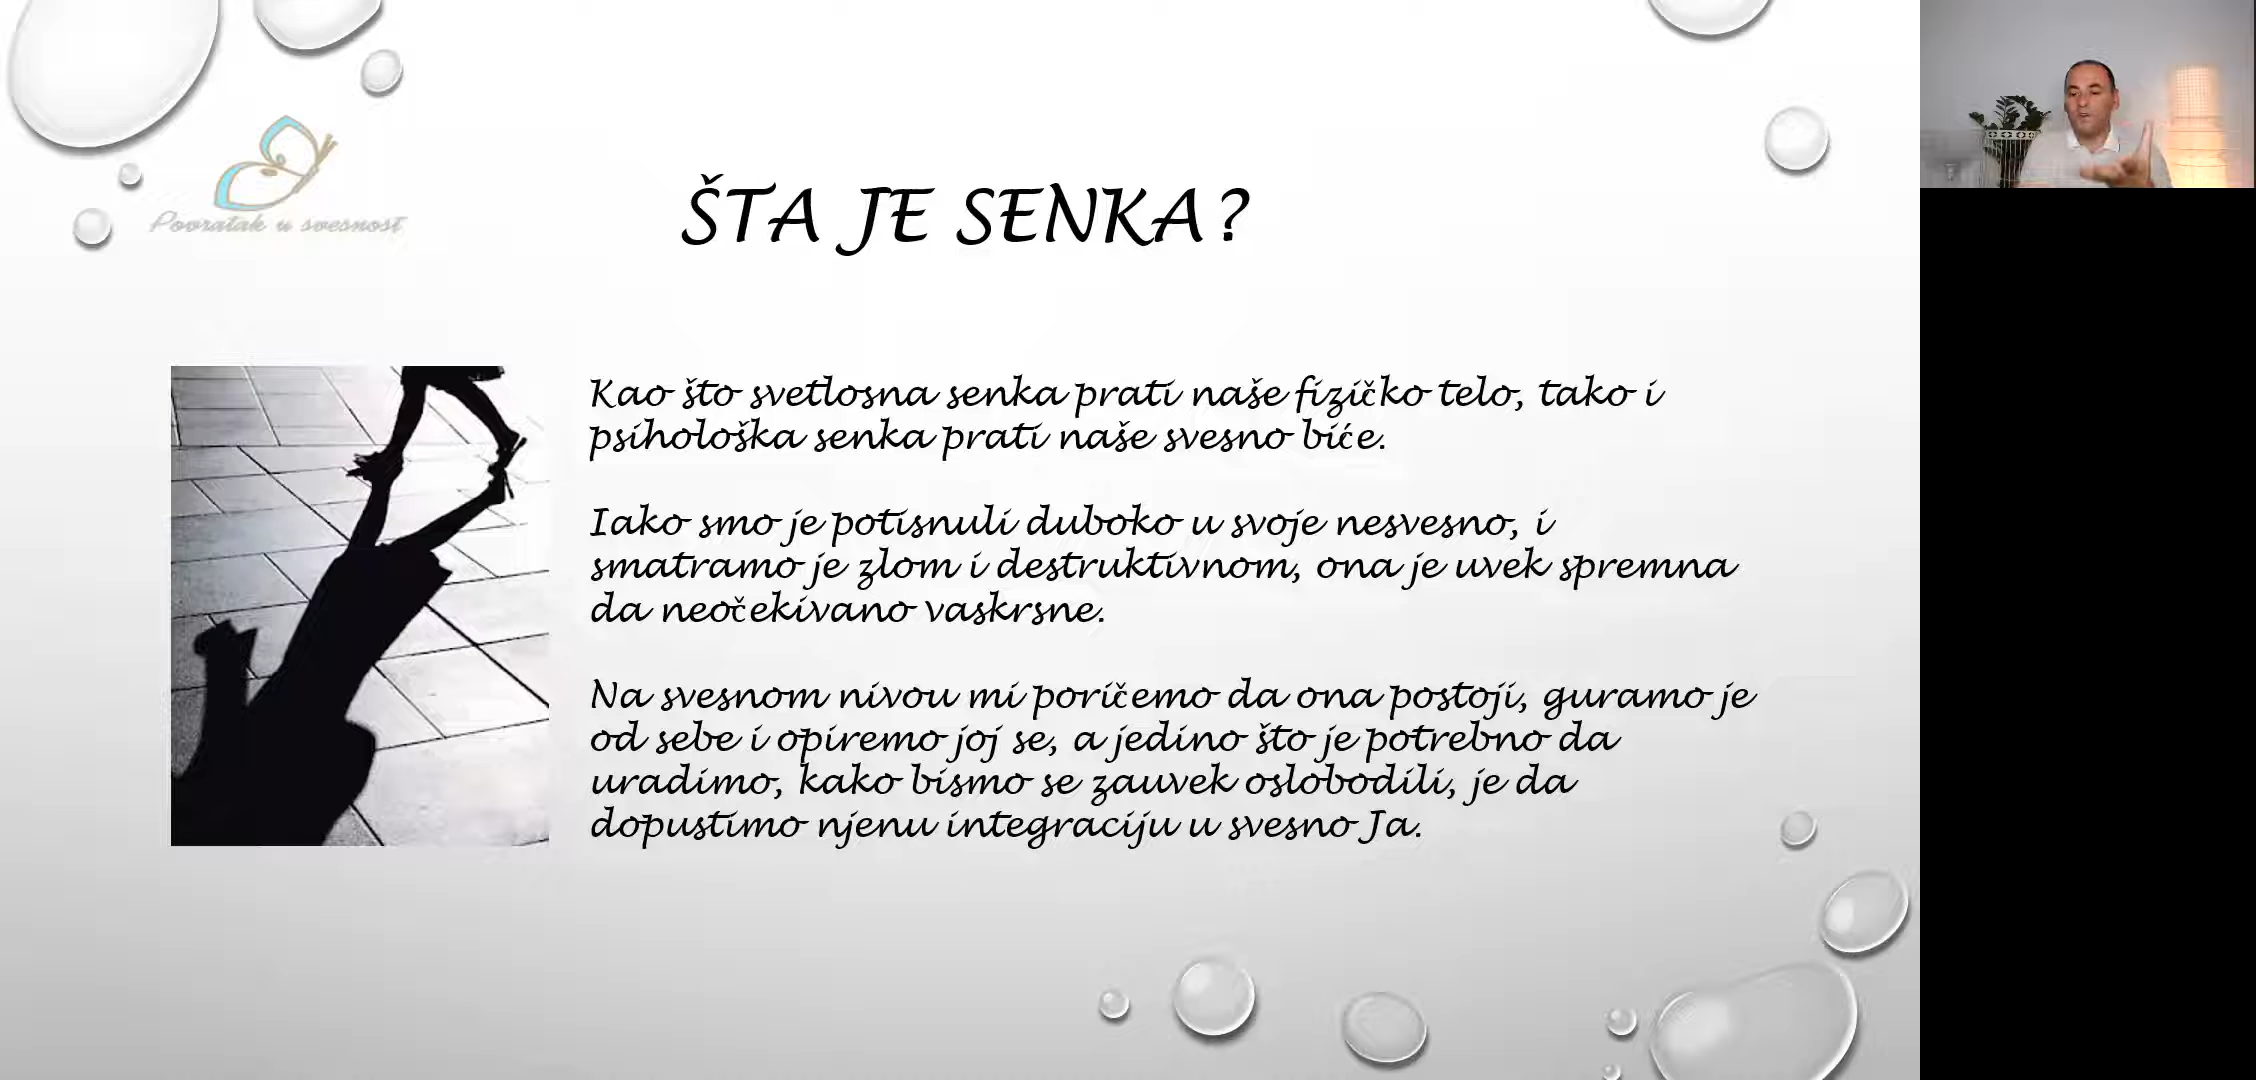 Povratak u svesnost
ŠTA JE SENKA?
Kao što svetlosna senka prati naše fizičko telo, tako i
psihološka senka prati naše svesno biće.
Iako smo je potisnuli duboko u svoje nesvesno, i
smatramo je zlom i destruktivnom, ona je uvek spremna
da neočekivano vaskrsne.
Na svesnom nivou mi poričemo da ona postoji, guramo je
od sebe i opiremo joj se, a jedino što je potrebno da
uradimo, kako bismo se zauvek oslobodili, je da
dopustimo njenu integraciju u svesno Ja.